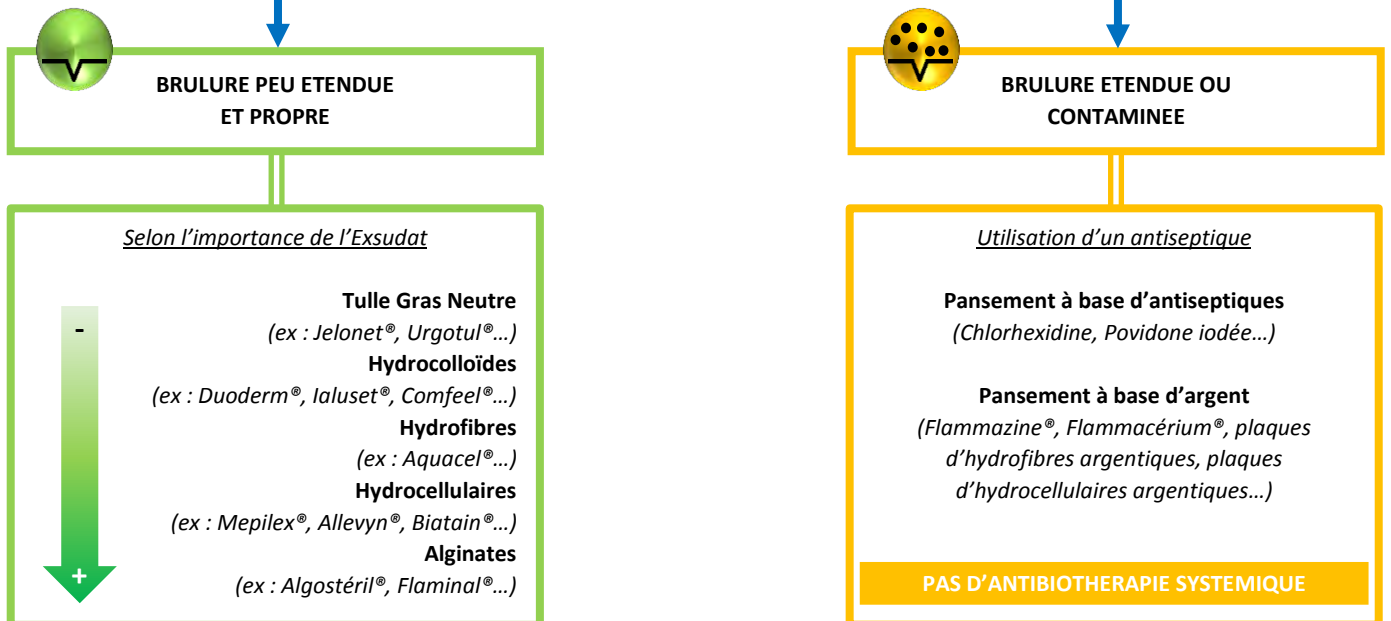 BRULURE PEU ETENDUE
ET PROPRE
Selon l’importance de l’Exsudat
-
Tulle Gras Neutre
(ex : Jelonet®, Urgotul®…)
Hydrocolloïdes
(ex : Duoderm®, Ialuset®, Comfeel®…)
Hydrofibres
(ex : Aquacel®…)
Hydrocellulaires
(ex : Mepilex®, Allevyn®, Biatain®…)
Alginates
+
(ex : Algostéril®, Flaminal®…)
BRULURE ETENDUE OU
CONTAMINEE
Utilisation d’un antiseptique
Pansement à base d’antiseptiques
(Chlorhexidine, Povidone iodée…)
Pansement à base d’argent
(Flammazine®, Flammacérium®, plaques
d’hydrofibres argentiques, plaques
d’hydrocellulaires argentiques…)
PAS D’ANTIBIOTHERAPIE SYSTEMIQUE